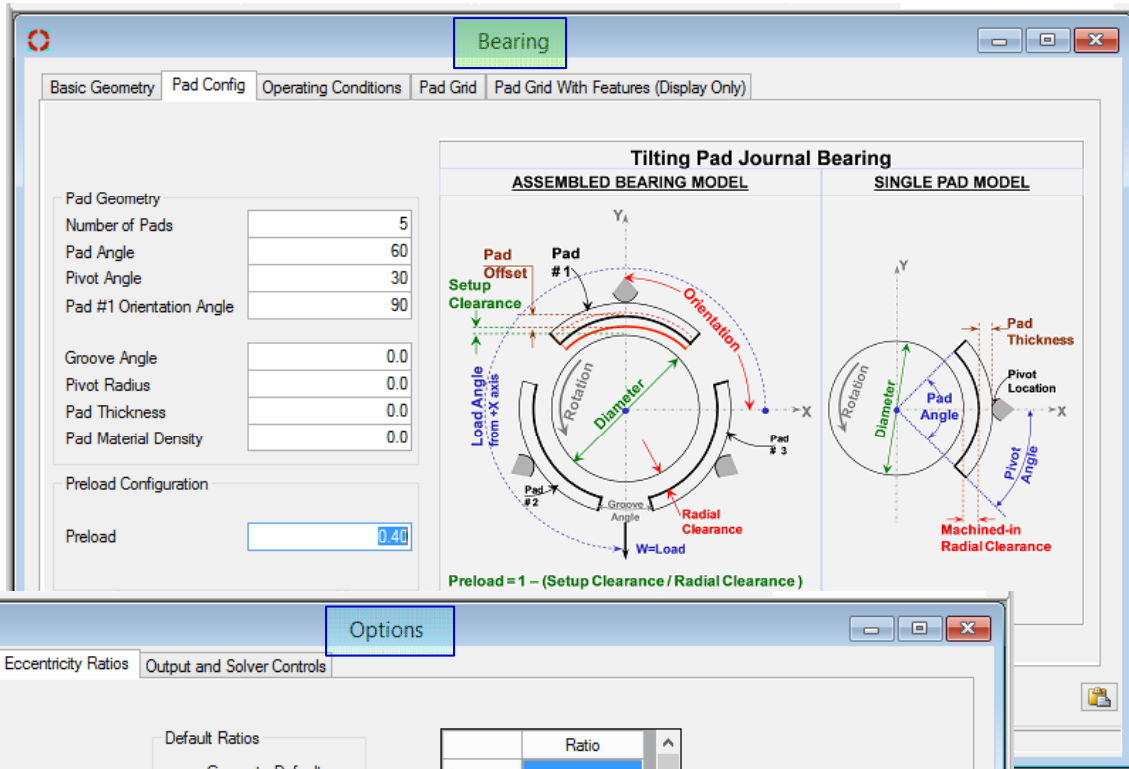 Bearing
Basic Geometry Pad Config Operating Conditions Pad Grid Pad Grid With Features (Display Only)
Pad Geometry
Number of Pads 5
Pad Angle 60
Pivot Angle 30
Pad #1 Orientation Angle 90
Groove Angle 0.0
Pivot Radius 0.0
Pad Thickness 0.0
Pad Material Density 0.0
Preload Configuration
Preload 0.40
Tilting Pad Journal Bearing
ASSEMBLED BEARING MODEL
Y
Pad
Offset
Pad
#1
Setup
Clearance
Orientation
Load Angle
from +X axis
Rotation
Diameter
X
Pad
#2
Pad
# 3
Groove
Angle
Radial
Clearance
W=Load
Preload = 1 – (Setup Clearance / Radial Clearance )
SINGLE PAD MODEL
Y
Pad
Thickness
Pivot
Location
Rotation
Diameter
Pad
Angle
X
Pivot
Angle
Machined-in
Radial Clearance
Options
Eccentricity Ratios Output and Solver Controls
Default Ratios
Ratio